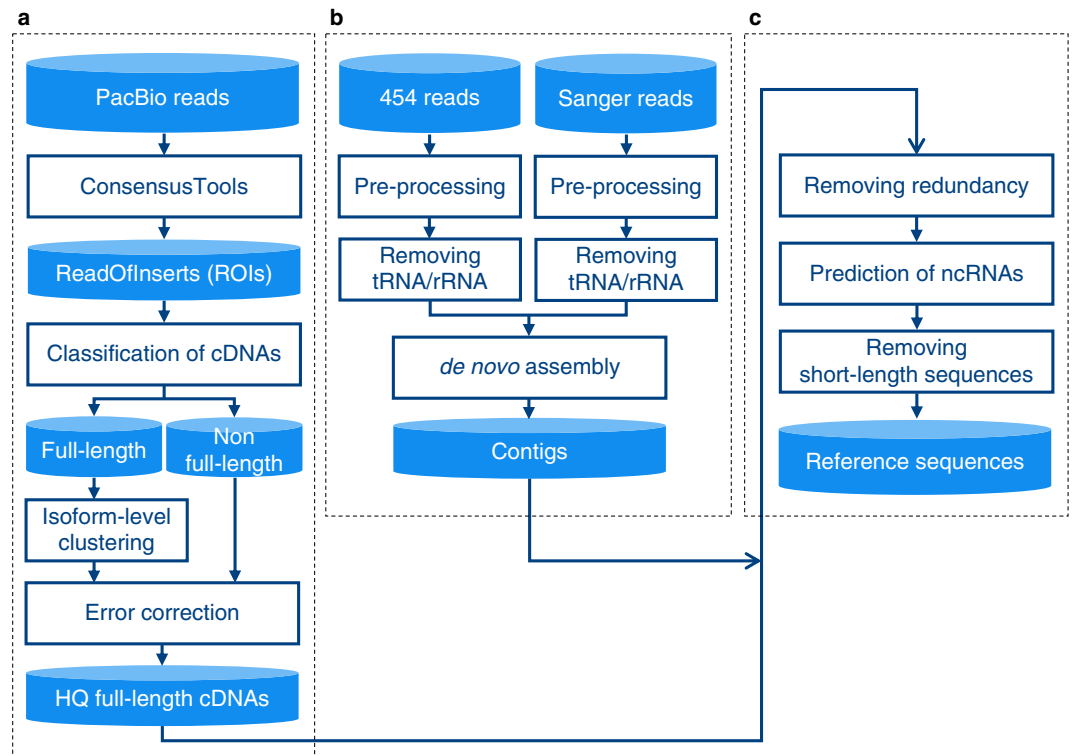 a
PacBio reads
ConsensusTools
ReadOfInserts (ROIs)
Classification of cDNAs
Full-length
Non
full-length
Isoform-level
clustering
Error correction
HQ full-length cDNAs
b
454 reads
Sanger reads
Pre-processing
Pre-processing
Removing
tRNA/rRNA
Removing
tRNA/rRNA
de novo assembly
Contigs
c
Removing redundancy
Prediction of ncRNAs
Removing
short-length sequences
Reference sequences